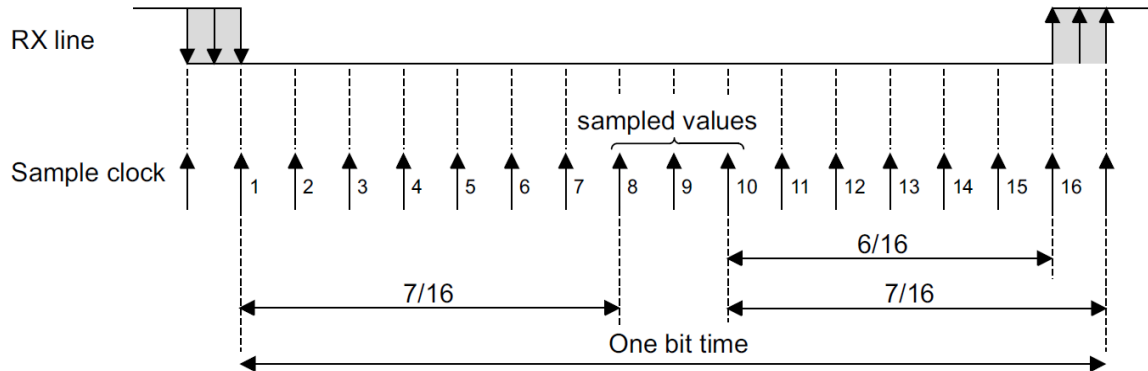 RX line
sampled values
Sample clock
1 2 3 4 5 6 7 8 9 10 11 12 13 14 15 16
6/16
7/16 7/16
One bit time